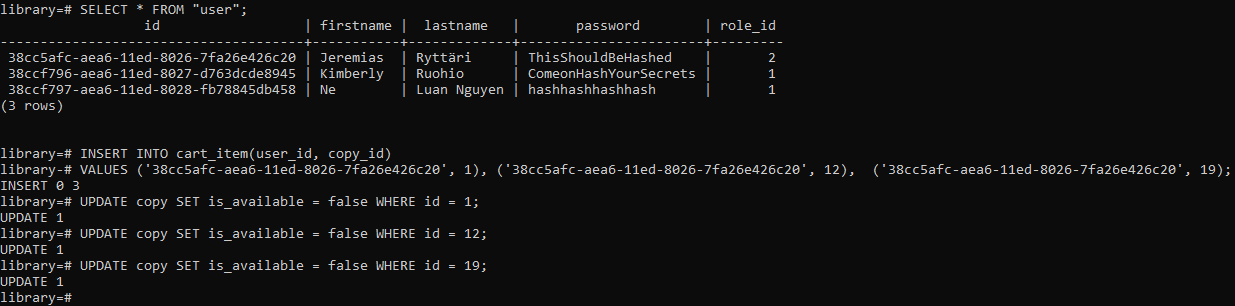 library=# SELECT * FROM "user";
                  id                  | firstname |  lastname   |       password       | role_id
--------------------------------------+-----------+-------------+----------------------+---------
 38cc5afc-aea6-11ed-8026-7fa26e426c20 | Jeremias  | Ryttäri     | ThisShouldBeHashed   |       2
 38ccf796-aea6-11ed-8027-d763dcde8945 | Kimberly  | Ruohio      | ComeonHashYourSecrets |       1
 38ccf797-aea6-11ed-8028-fb78845db458 | Ne        | Luan Nguyen | hashhashhashhash     |       1
(3 rows)
library=# INSERT INTO cart_item(user_id, copy_id)
library=# VALUES ('38cc5afc-aea6-11ed-8026-7fa26e426c20', 1), ('38cc5afc-aea6-11ed-8026-7fa26e426c20', 12),  ('38cc5afc-aea6-11ed-8026-7fa26e426c20', 19);
INSERT 0 3
library=# UPDATE copy SET is_available = false WHERE id = 1;
UPDATE 1
library=# UPDATE copy SET is_available = false WHERE id = 12;
UPDATE 1
library=# UPDATE copy SET is_available = false WHERE id = 19;
UPDATE 1
library=#